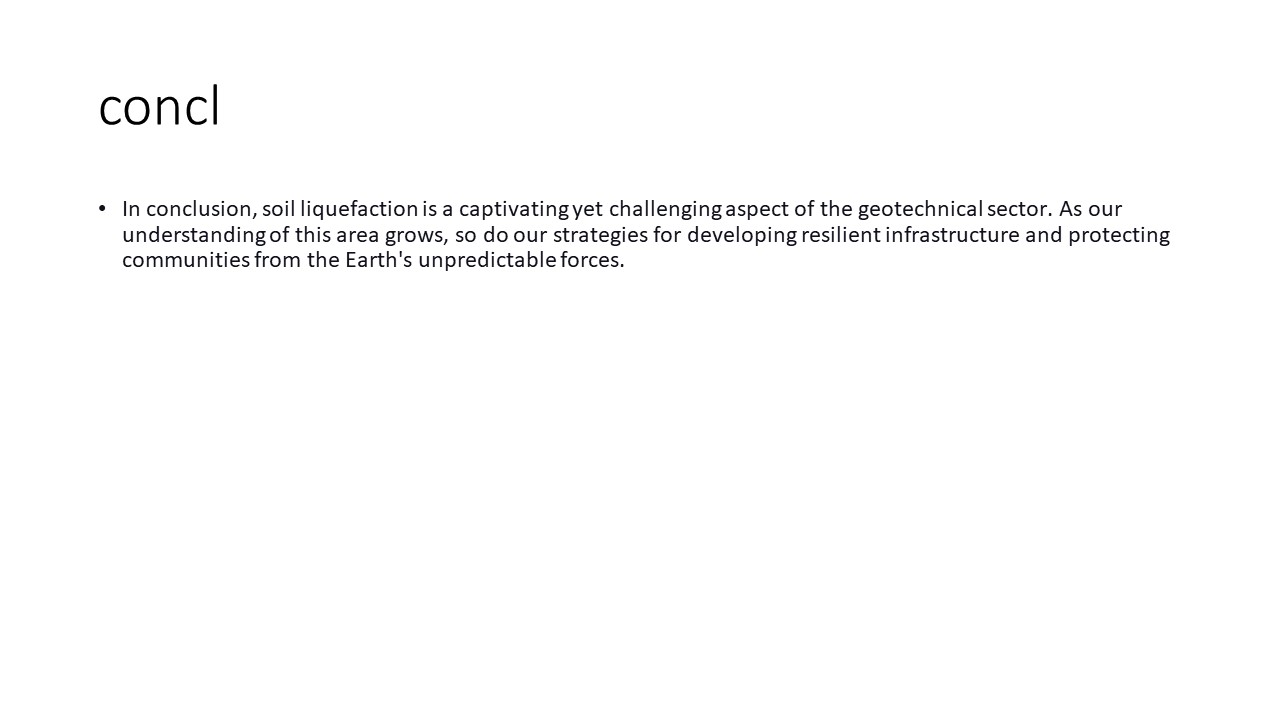 concl
• In conclusion, soil liquefaction is a captivating yet challenging aspect of the geotechnical sector. As our
understanding of this area grows, so do our strategies for developing resilient infrastructure and protecting
communities from the Earth's unpredictable forces.